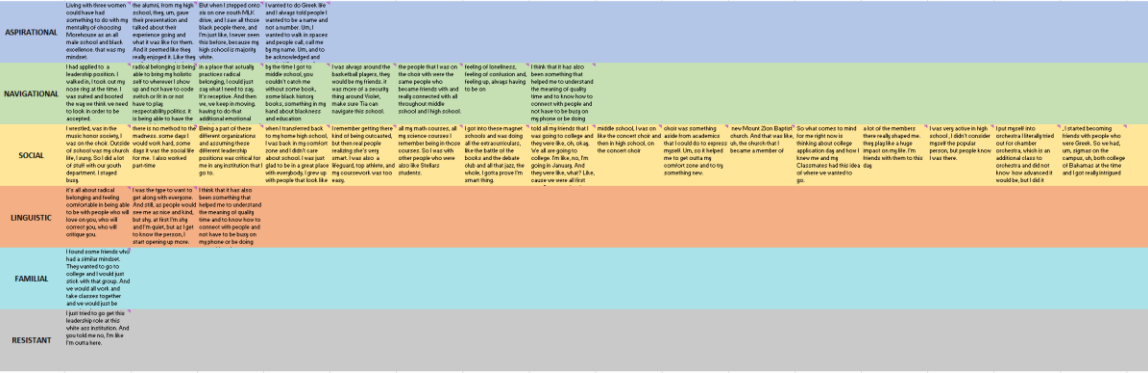 ASPIRATIONAL
Living with three women
could have had
something to do with my
mentality of choosing
Morehouse as an all
male school and black
excellence. that was my
mindset.
the alumni, from my high
school, they, um, gave
their presentation and
talked about their
experience going and
what it was like for them.
And it seemed like they
really enjoyed it. Like they
But when I stepped onto
on south MLK
drive, and I saw all those
black people there, and
I'm just like, I never seen
this before, because my
high school is majority
white.
I wanted to do Greek life
and I always told people I
wanted to be a name and
not a number. Um, I
wanted to walk in spaces
and people call, call me
by my name. Um, and to
be acknowledged and
NAVIGATIONAL
I had applied to a
leadership position. I
walked in, I took out my
nose ring at the time. I
was suited and booted
the way we think we need
to look in order to be
accepted.
radical belonging is being
able to bring my holistic
self to wherever I show
up and not have to code
switch or fit in or not
have to play
respectability politics. it
is being able to have the
in a place that actually
practices radical
belonging, I could just
say what I need to say.
It's receptive. And then
we, we keep in moving.
having to do that
additional emotional
by the time I got to
middle school, you
couldn't catch me
without some book,
some black history
books, something in my
hand about blackness
and education
I was always around the
basketball players, they
would be my friends. it
was more of a security
thing around Violet,
make sure Tia can
navigate this school.
the people that I was on
the choir with were the
same people who
became friends with and
really connected with all
throughout middle
school and high school.
feeling of loneliness,
feeling of confusion and,
feeling up, always having
to be on
I think that it has also
been something that
helped me to understand
the meaning of quality
time and to know how to
connect with people and
not have to be busy on
my phone or be doing
SOCIAL
I wrestled, was in the
music honor society, I
was on the choir. Outside
of school was my church
life, I sung. So I did a lot
of stuff with our youth
department. I stayed
busy.
there is no method to the
madness. some days I
would work hard, some
days it was the social life
for me. I also worked
part-time
Being a part of these
different organizations
and assuming these
different leadership
positions was critical for
me in any institution that I
when I transferred back
to my home high school,
I was back in my comfort
zone and I didn't care
about school. I was just
glad to be in a great place
with everybody, I grew up
with people that look like
I remember getting there
kind of being outcasted,
but then real people
realizing she's very
smart. I was also a
lifeguard, top athlete, and
my coursework was too
easy.
all my math courses, all
my science courses I
remember being in those
courses. So I was with
other people who were
also like Stellars
students.
I got into these magnet
schools and was doing
all the extracurriculars,
like the battle of the
books and the debate
club and all that jazz, the
whole, I gotta prove I'm
smart thing.
told all my friends that I
was going to college and
they were like, oh, okay.
Y'all are going to
college. I'm like, no, I'm
going in January. And
they were like, what? Like,
cause we were all first
middle school, I was on
like the concert choir and
then in high school, on
the concert choir
choir was something
aside from academics
that I could do to express
myself. Um, so it helped
me to get outta my
comfort zone and to try
something new.
new Mount Zion Baptist
church. And that was like,
uh, the church that I
became a member of
So what comes to mind
for me right now is
thinking about college
application day and how I
knew me and my
Classmates had this idea
of where we wanted to
go.
a lot of the members
there really shaped me.
they play like a huge
impact on my life. I'm
friends with them to this
day
I was very active in high
school, I didn't consider
myself the popular
person, but people know
I was there.
I put myself into
orchestra literally tried
out for chamber
orchestra, which is an
additional class to
orchestra and did not
know how advanced it
would be, but I did it
I started becoming
friends with people who
were Greek. So we had,
um, sigmas on the
campus, uh, both college
of Bahamas at the time
and I got really intrigued
LINGUISTIC
it's all about radical
belonging and feeling
comfortable in being able
to be with people who will
love on you, who will
correct you, who will
critique you.
I was the type to want to
get along with everyone.
And still, as people would
see me as nice and kind,
but shy. at first I'm shy
and I'm quiet, but as I get
to know the person, I
start opening up more.
I think that it has also
been something that
helped me to understand
the meaning of quality
time and to know how to
connect with people and
not have to be busy on
my phone or be doing
FAMILIAL
I found some friends who
had a similar mindset.
They wanted to go to
college and I would just
stick with that group. And
we would all work and
take classes together
and we would just be
RESISTANT
I just tried to go get this
leadership role at this
white ass institution. And
you told me no, I'm like
I'm outta here.